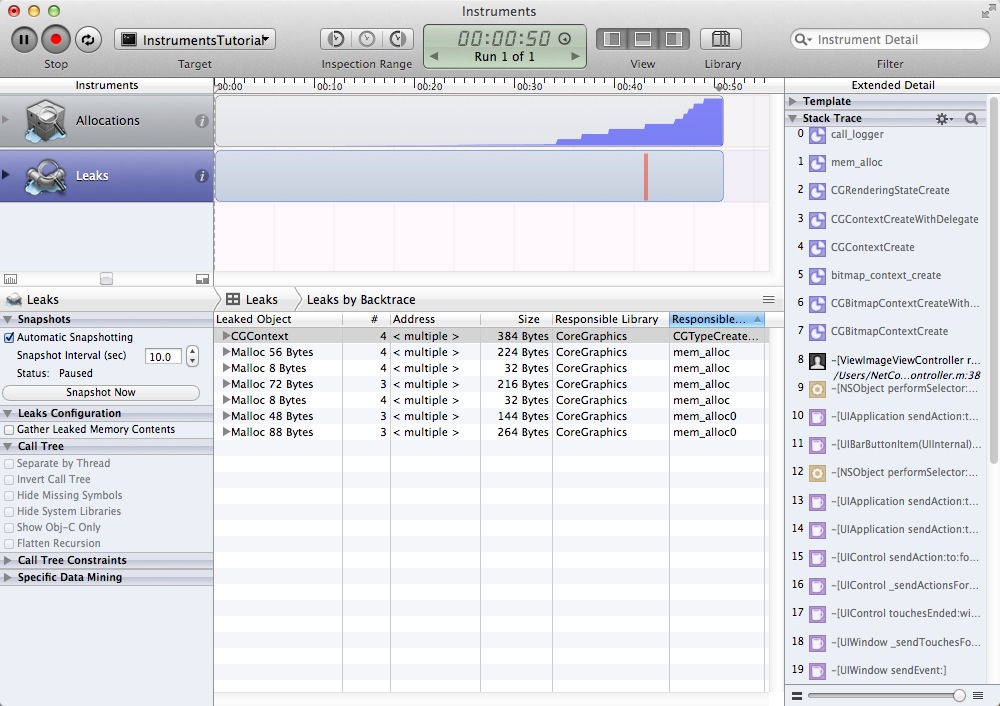 Instruments
Stop
InstrumentsTutorial
Target
Inspection Range
00:00:50
Run 1 of 1
View
Library
Instrument Detail
Filter
Instruments
00:00 00:10 00:20 00:30 00:40 00:50
Extended Detail
Allocations
Leaks
Template
Stack Trace
0 call_logger
1 mem_alloc
2 CGRenderingStateCreate
3 CGContextCreateWithDelegate
4 CGContextCreate
5 bitmap_context_create
6 CGBitmapContextCreateWith...
7 CGBitmapContextCreate
8 -[ViewImageViewController r...
/Users/NetCo...ontroller.m:38
9 -[NSObject performSelector:...
10 -[UIApplication sendAction:t...
11 -[UIBarButtonItem(UIInternal)...
12 -[NSObject performSelector:...
13 -[UIApplication sendAction:t...
14 -[UIApplication sendAction:t...
15 -[UIControl sendAction:to:fo...
16 -[UIControl _sendActionsFor...
17 -[UIControl touchesEnded:wi...
18 -[UIWindow _sendTouchesFo...
19 -[UIWindow sendEvent:]
Leaks
Snapshots
Automatic Snapshotting
Snapshot Interval (sec) 10.0
Status: Paused
Snapshot Now
Leaks Configuration
Gather Leaked Memory Contents
Call Tree
Separate by Thread
Invert Call Tree
Hide Missing Symbols
Hide System Libraries
Show Obj-C Only
Flatten Recursion
Call Tree Constraints
Specific Data Mining
Leaks Leaks by Backtrace
Leaked Object # Address Size Responsible Library Responsible...
CGContext 4 < multiple > 384 Bytes CoreGraphics CGTypeCreate...
Malloc 56 Bytes 4 < multiple > 224 Bytes CoreGraphics mem_alloc
Malloc 8 Bytes 4 < multiple > 32 Bytes CoreGraphics mem_alloc
Malloc 72 Bytes 3 < multiple > 216 Bytes CoreGraphics mem_alloc
Malloc 8 Bytes 4 < multiple > 32 Bytes CoreGraphics mem_alloc
Malloc 48 Bytes 3 < multiple > 144 Bytes CoreGraphics mem_alloc0
Malloc 88 Bytes 3 < multiple > 264 Bytes CoreGraphics mem_alloc0